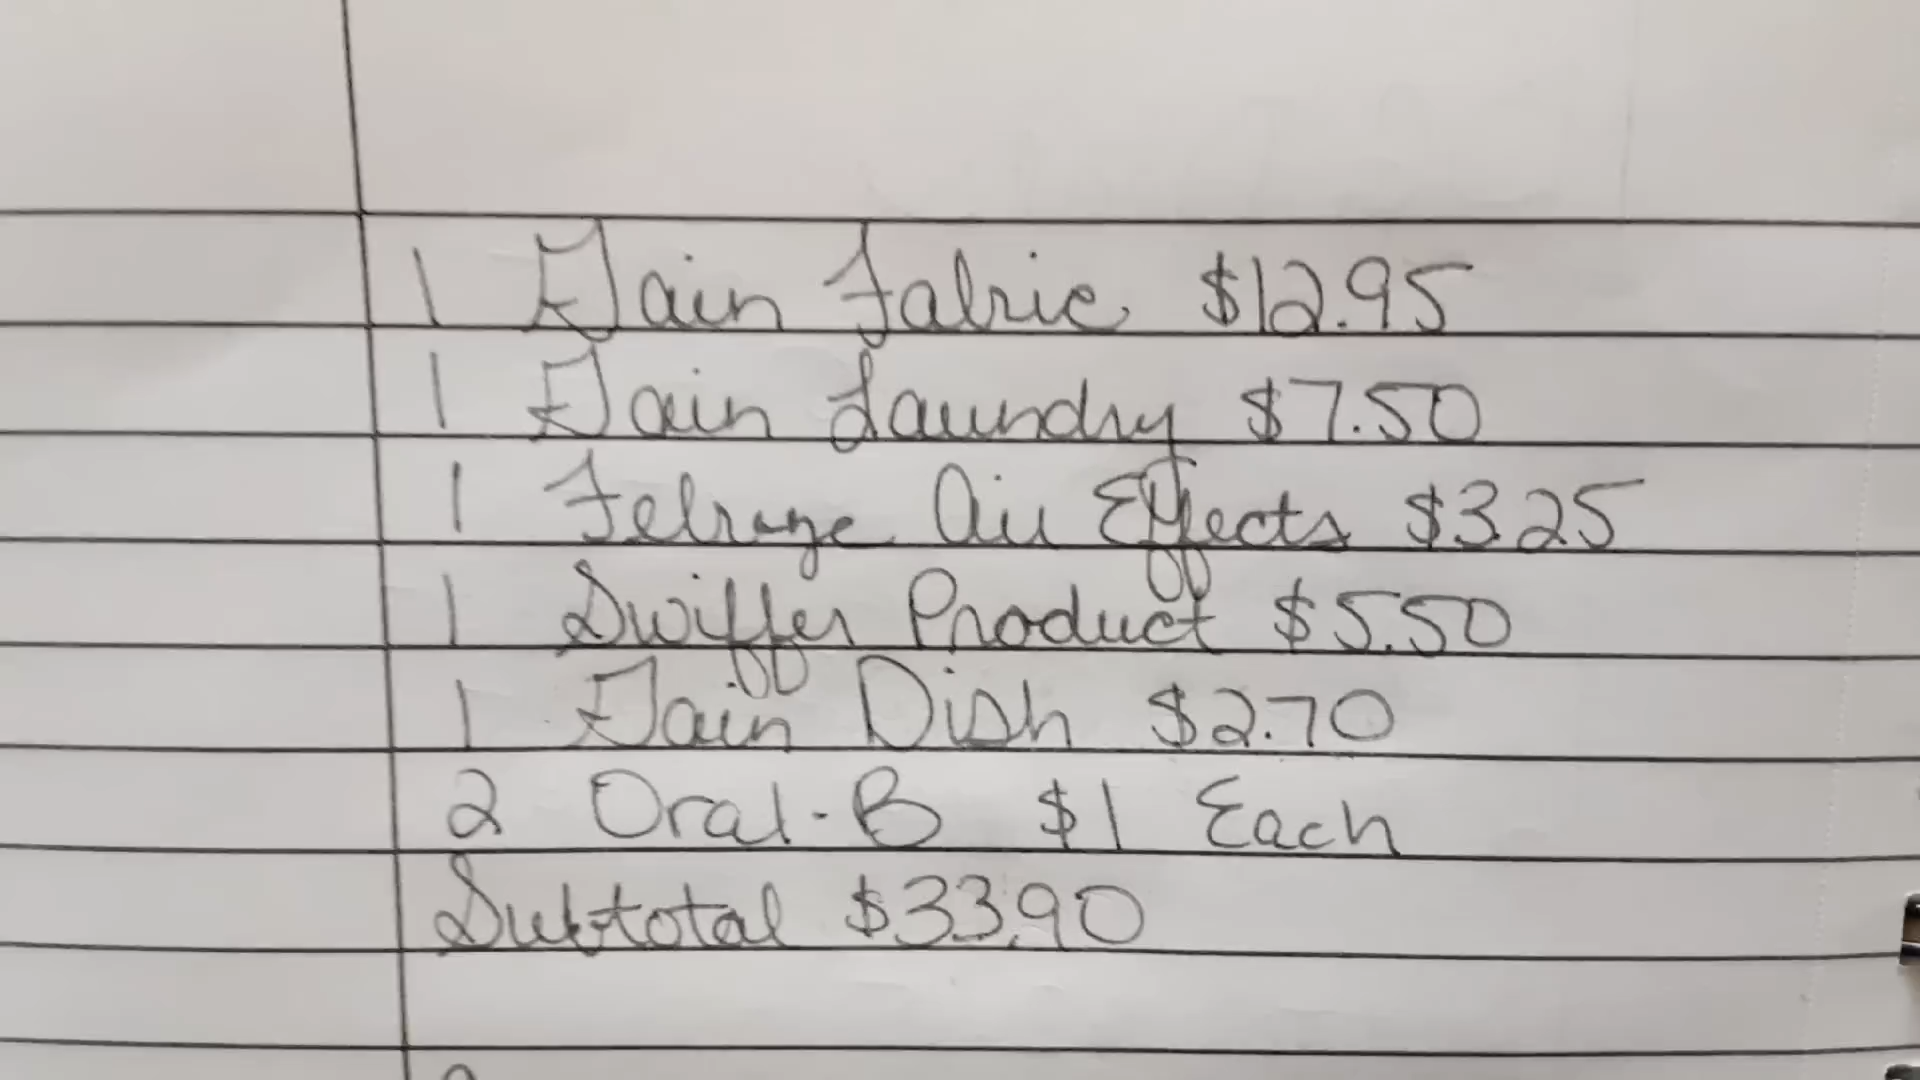 1 Gain Fabric $12.95
1 Gain Laundry $7.50
1 Febreze Air Effects $3.25
1 Swiffer Product $5.50
1 Gain Dish $2.70
2 Oral-B $1 Each
Subtotal $33.90